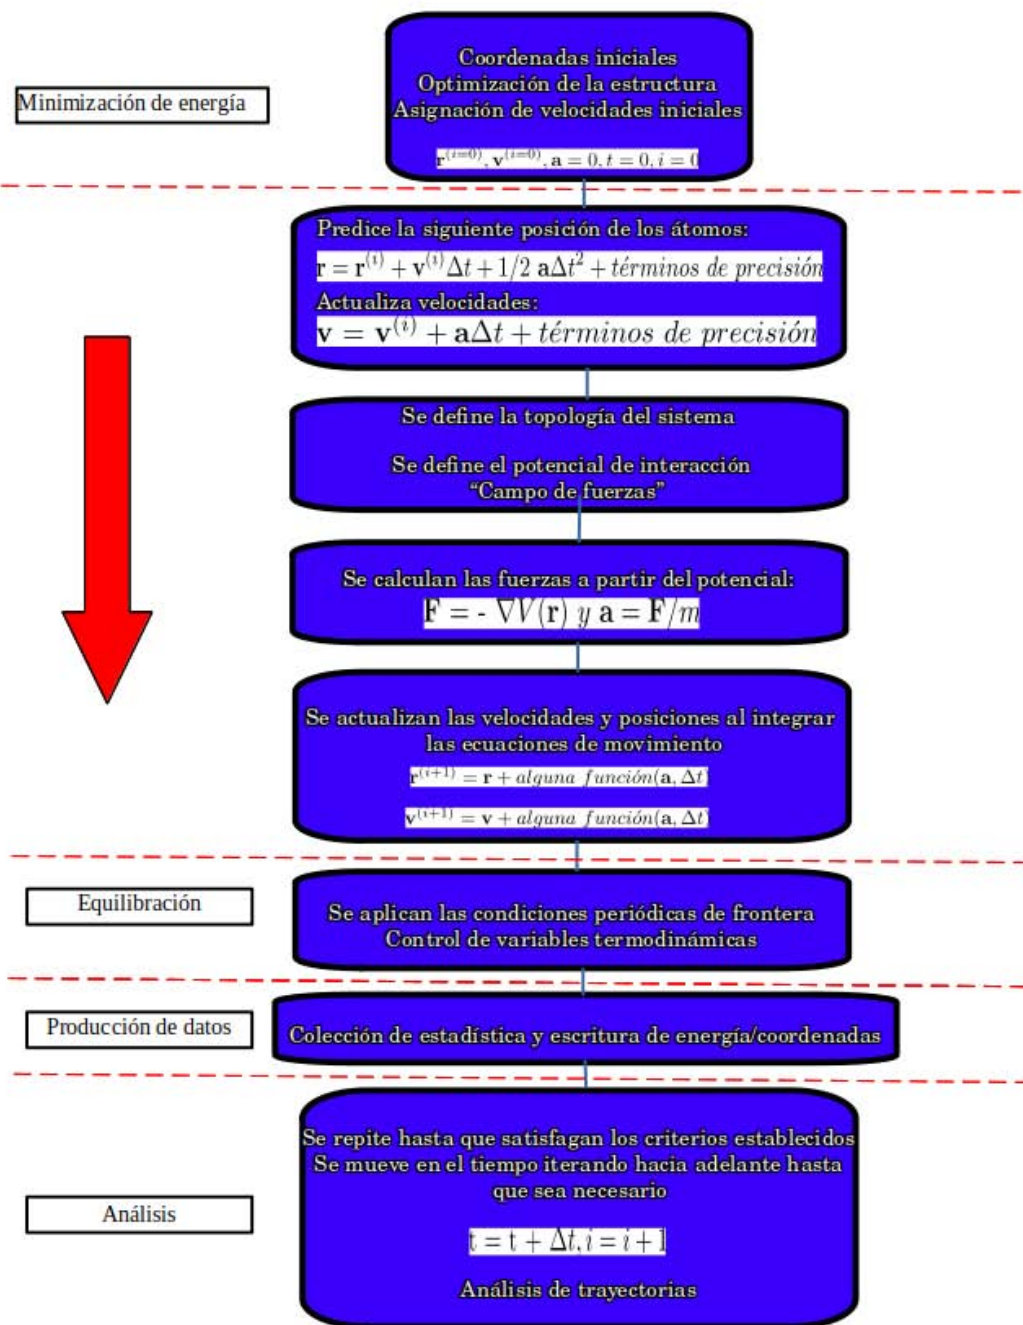 Coordenadas iniciales
Optimización de la estructura
Minimización de energía
Asignación de velocidades iniciales
r^(i=0), v^(i=0), a = 0, t = 0, i = 0
Predice la siguiente posición de los átomos:
r = r^(i) + v^(i)Δt + 1/2 aΔt² + términos de precisión
Actualiza velocidades:
v = v^(i) + aΔt + términos de precisión
Se define la topología del sistema
Se define el potencial de interacción
“Campo de fuerzas”
Se calculan las fuerzas a partir del potencial:
F = - ∇V(r) y a = F/m
Se actualizan las velocidades y posiciones al integrar
las ecuaciones de movimiento
r^(i+1) = r + alguna función(a, Δt)
v^(i+1) = v + alguna función(a, Δt)
Equilibración
Se aplican las condiciones periódicas de frontera
Control de variables termodinámicas
Producción de datos
Colección de estadística y escritura de energía/coordenadas
Se repite hasta que satisfagan los criterios establecidos
Se mueve en el tiempo iterando hacia adelante hasta
que sea necesario
Análisis
t = t + Δt, i = i + 1
Análisis de trayectorias